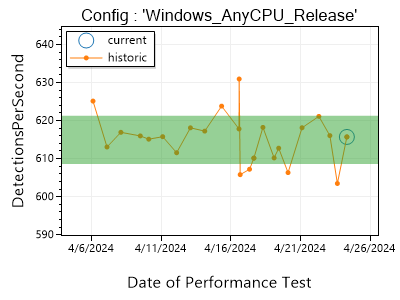 Config : 'Windows_AnyCPU_Release'
current
historic
DetectionsPerSecond
640
630
620
610
600
590
4/6/2024
4/11/2024
4/16/2024
4/21/2024
4/26/2024
Date of Performance Test